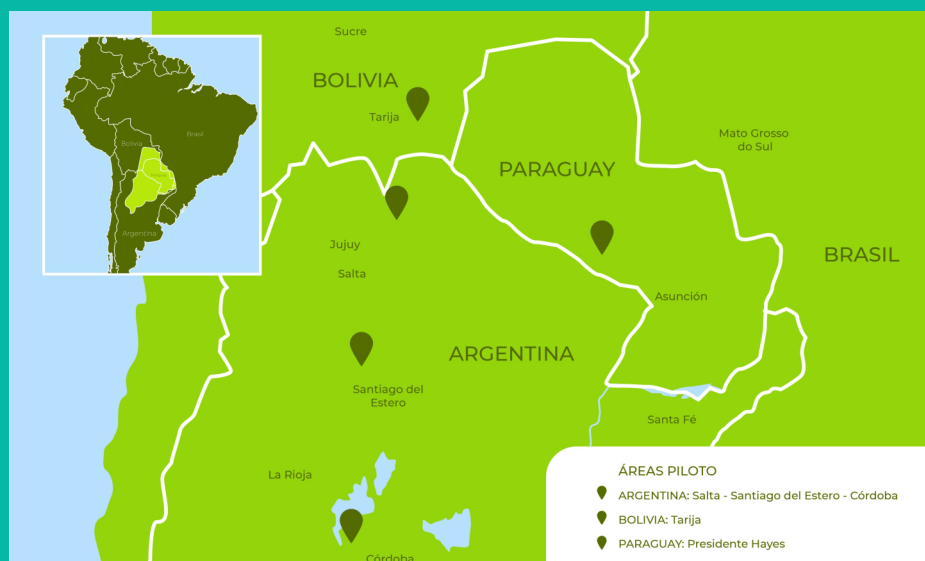 Sucre
BOLIVIA
Tarija
PARAGUAY
Mato Grosso
do Sul
BRASIL
Jujuy
Salta
Asunción
ARGENTINA
Santiago del
Estero
Santa Fé
La Rioja
Córdoba
Brasil
Bolivia
Argentina
ÁREAS PILOTO
ARGENTINA: Salta - Santiago del Estero - Córdoba
BOLIVIA: Tarija
PARAGUAY: Presidente Hayes